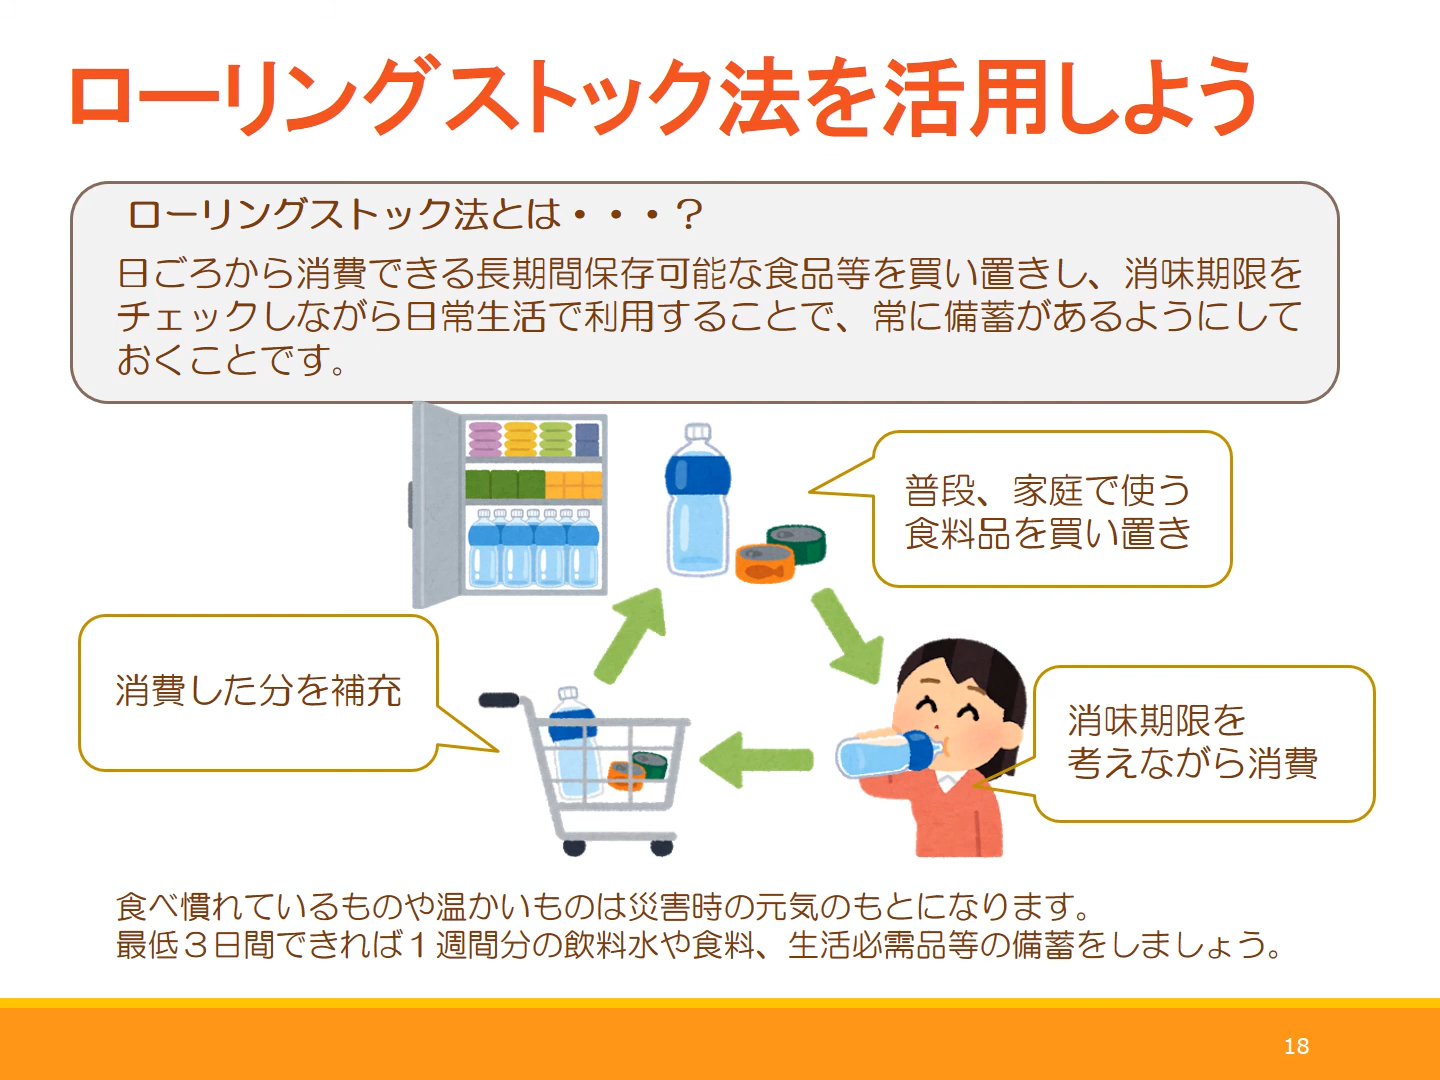 ローリングストック法を活用しよう
ローリングストック法とは・・・？
日ごろから消費できる長期間保存可能な食品等を買い置きし、消味期限を
チェックしながら日常生活で利用することで、常に備蓄があるようにして
おくことです。
普段、家庭で使う
食料品を買い置き
消費した分を補充
消味期限を
考えながら消費
食べ慣れているものや温かいものは災害時の元気のもとになります。
最低３日間できれば１週間分の飲料水や食料、生活必需品等の備蓄をしましょう。
18